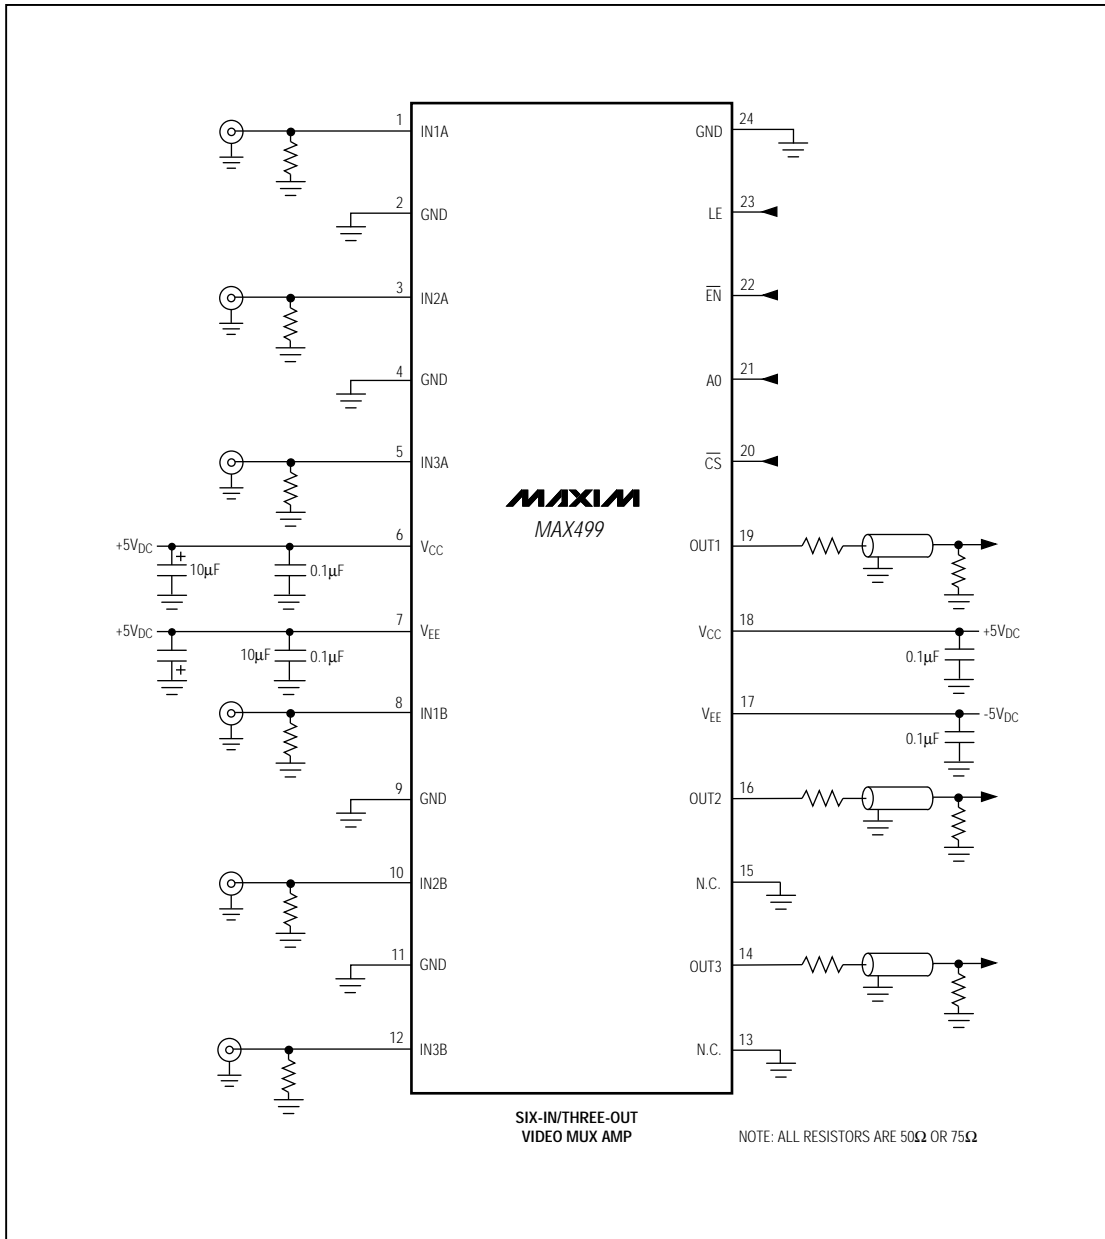 1 IN1A
2 GND
3 IN2A
4 GND
5 IN3A
+5VDC 6 VCC
+
10µF 0.1µF
+5VDC 7 VEE
10µF 0.1µF
+
8 IN1B
9 GND
10 IN2B
11 GND
12 IN3B
MAXIM
MAX499
GND 24
LE 23
EN 22
A0 21
CS 20
OUT1 19
VCC 18 +5VDC
0.1µF
VEE 17 -5VDC
0.1µF
OUT2 16
N.C. 15
OUT3 14
N.C. 13
SIX-IN/THREE-OUT
VIDEO MUX AMP
NOTE: ALL RESISTORS ARE 50Ω OR 75Ω